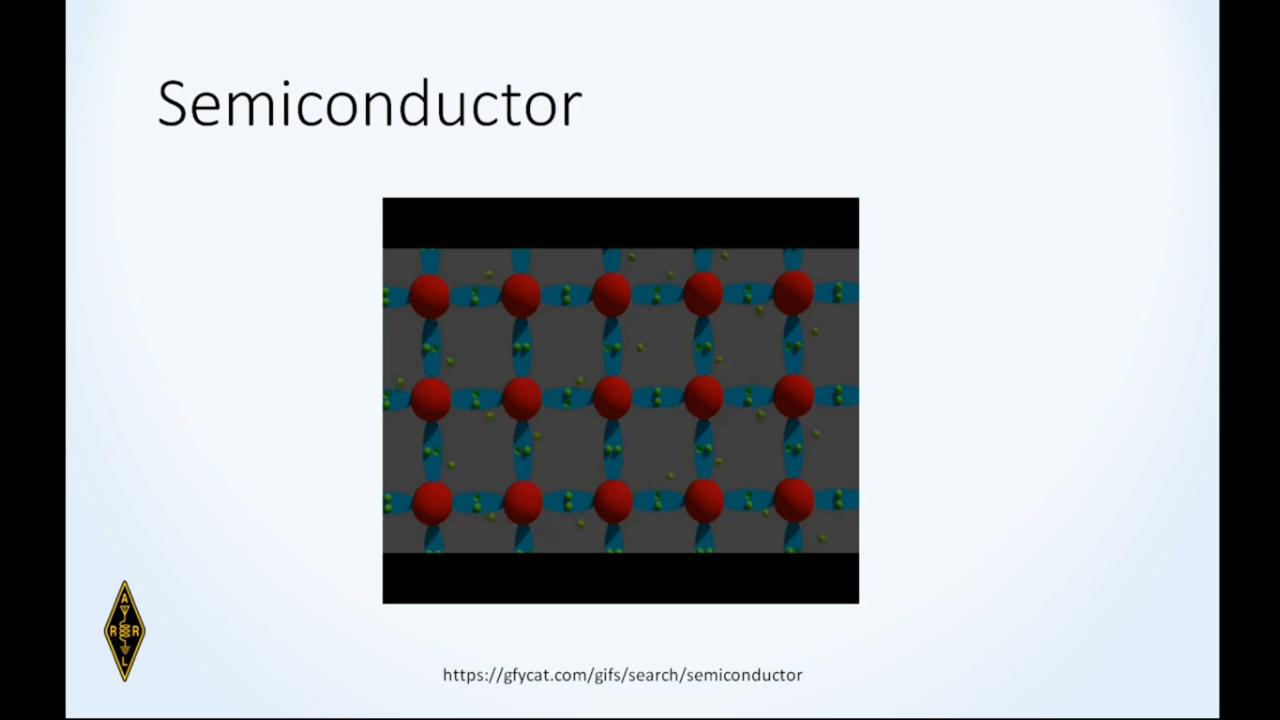 Semiconductor
A
R R
L
https://gfycat.com/gifs/search/semiconductor